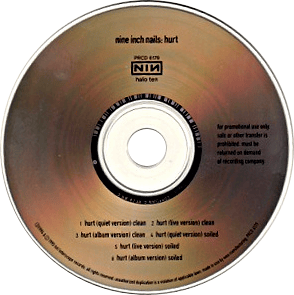 nine inch nails: hurt
PRCD 6179
NIN
halo ten
for promotional use only
sale or other transfer is
prohibited. must be
returned on demand
of recording company
1 hurt (quiet version) clean
2 hurt (live version) clean
3 hurt (album version) clean
4 hurt (quiet version) soiled
5 hurt (live version) soiled
6 hurt (album version) soiled